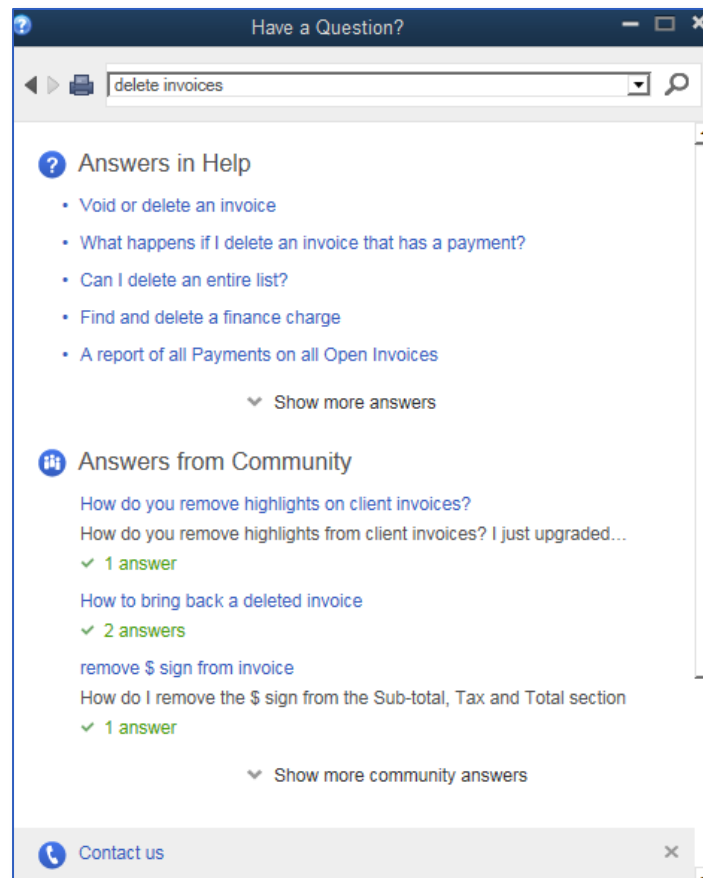 Have a Question?
delete invoices
Answers in Help
• Void or delete an invoice
• What happens if I delete an invoice that has a payment?
• Can I delete an entire list?
• Find and delete a finance charge
• A report of all Payments on all Open Invoices
Show more answers
Answers from Community
How do you remove highlights on client invoices?
How do you remove highlights from client invoices? I just upgraded...
✓ 1 answer
How to bring back a deleted invoice
✓ 2 answers
remove $ sign from invoice
How do I remove the $ sign from the Sub-total, Tax and Total section
✓ 1 answer
Show more community answers
Contact us